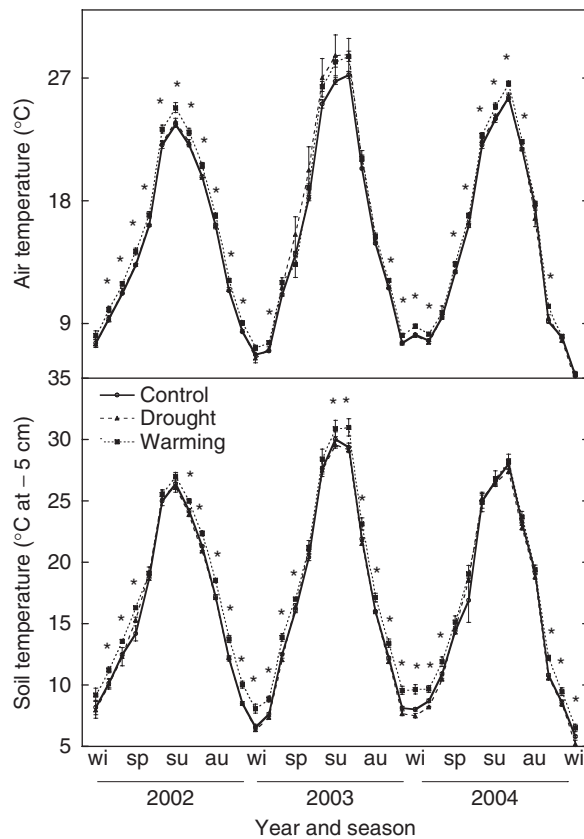 27
18
9
Air temperature (°C)
35
30
25
20
15
10
5
Soil temperature (°C at – 5 cm)
Control
Drought
Warming
wi sp su au wi sp su au wi sp su au wi
2002 2003 2004
Year and season